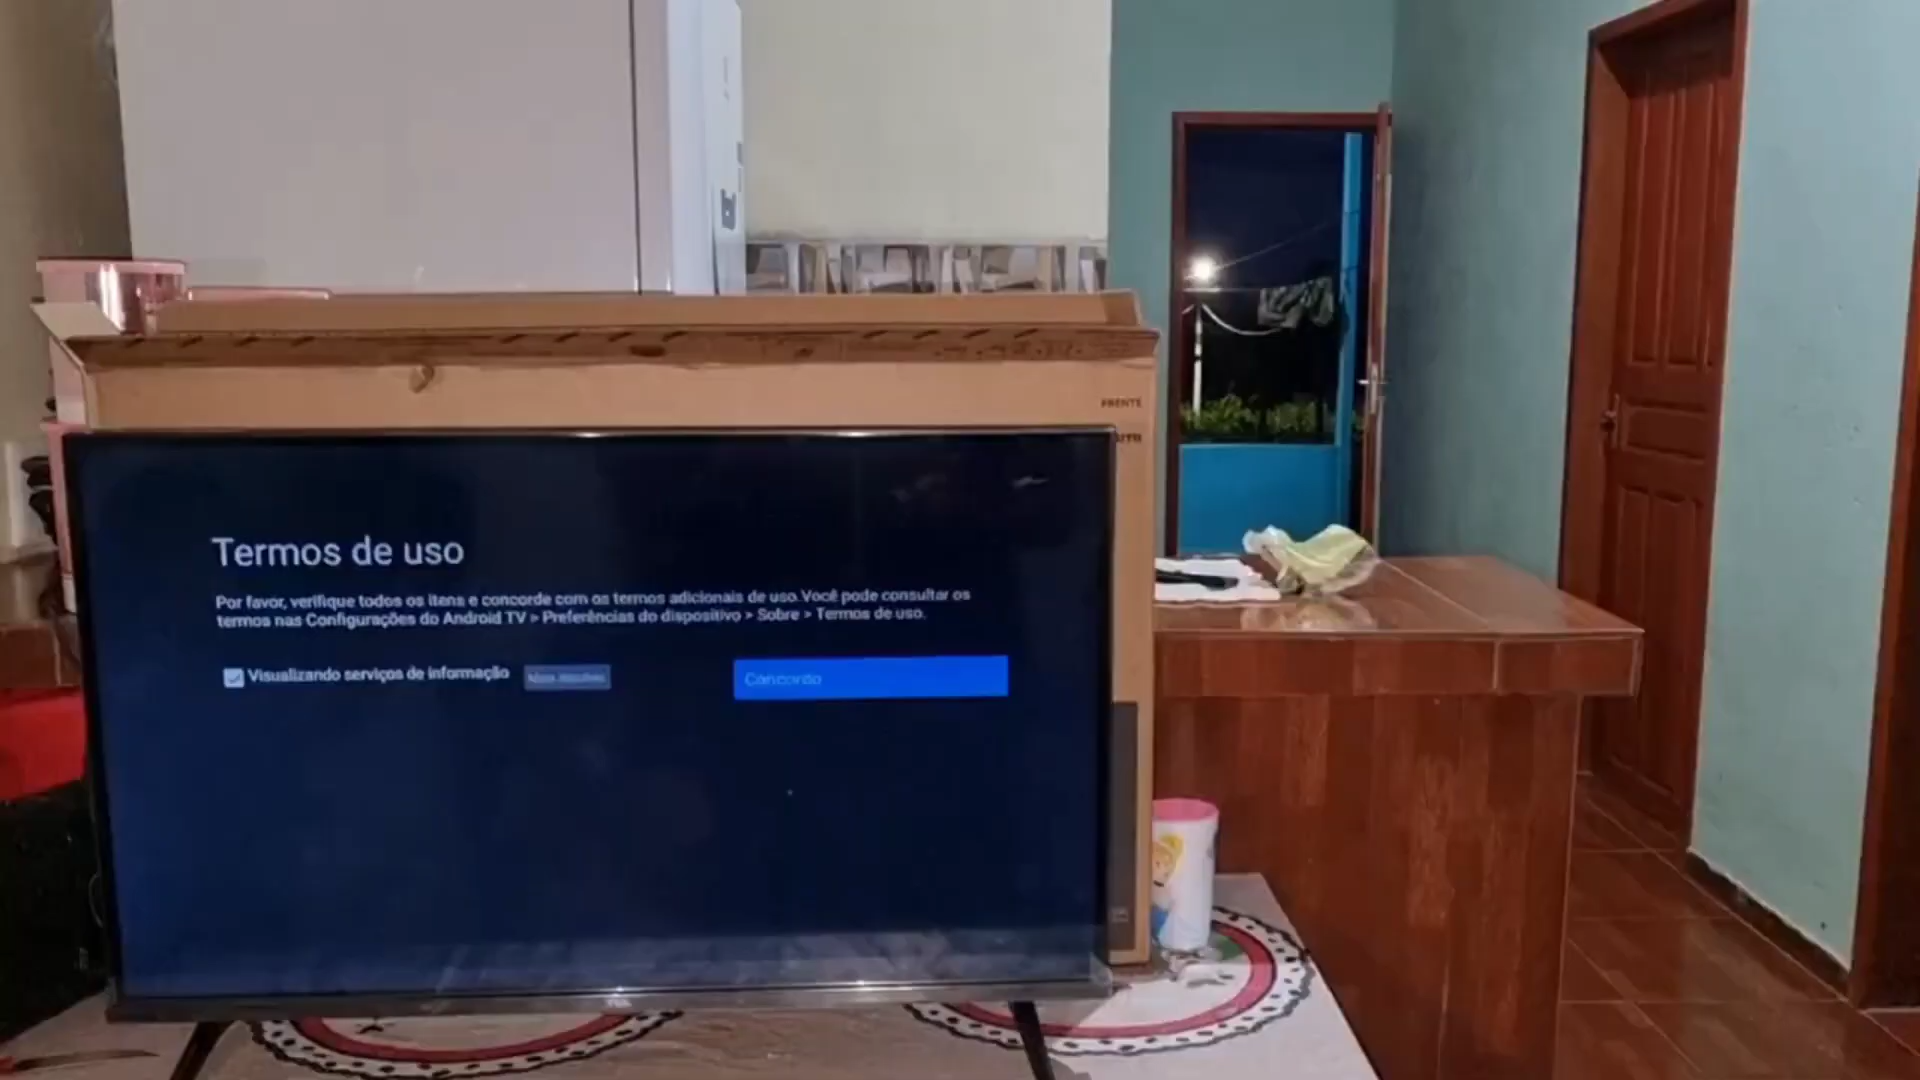 FRENTE
Termos de uso
Por favor, verifique todos os itens e concorde com os termos adicionais de uso.Você pode consultar os
termos nas Configurações do Android TV > Preferências do dispositivo > Sobre > Termos de uso.
Visualizando serviços de informação
Concordo
TCL